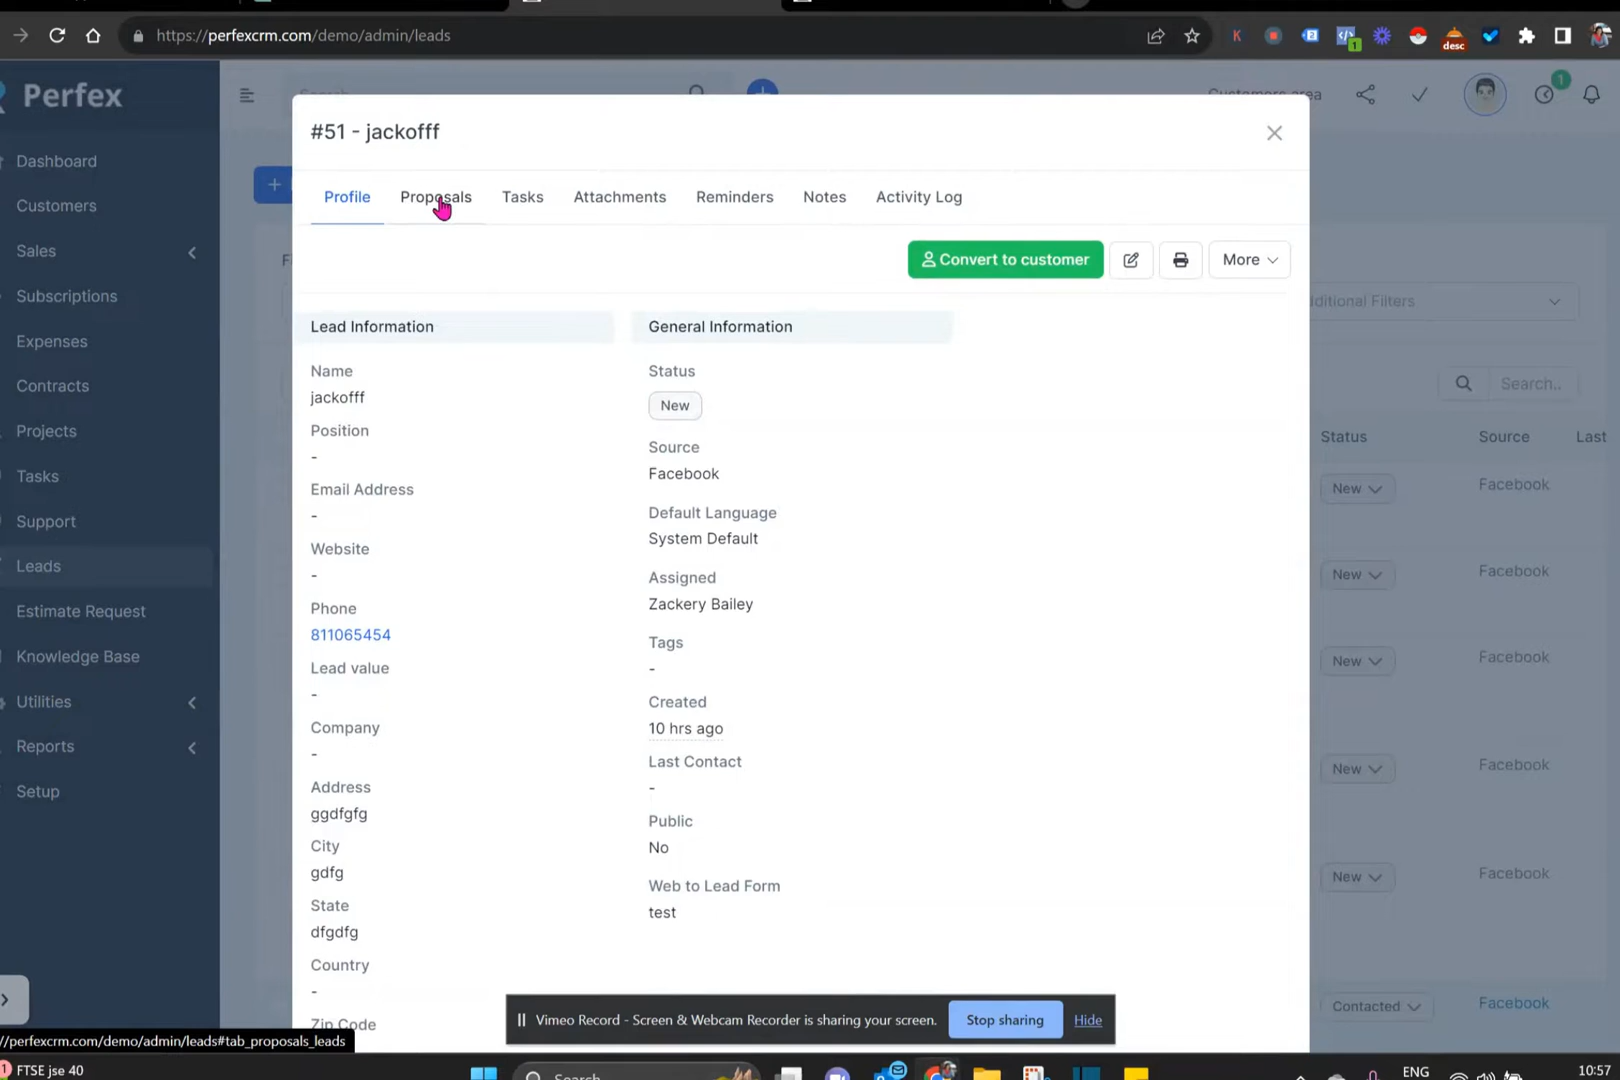 https://perfexcrm.com/demo/admin/leads
desc
1
Perfex
Customers area
1
Dashboard
Customers
Sales
Subscriptions
Expenses
Contracts
Projects
Tasks
Support
Leads
Estimate Request
Knowledge Base
Utilities
Reports
Setup
#51 - jackofff
Profile
Proposals
Tasks
Attachments
Reminders
Notes
Activity Log
Convert to customer
More
Lead Information
Name
jackofff
Position
-
Email Address
-
Website
-
Phone
811065454
Lead value
-
Company
-
Address
ggdfgfg
City
gdfg
State
dfgdfg
Country
-
Zip Code
General Information
Status
New
Source
Facebook
Default Language
System Default
Assigned
Zackery Bailey
Tags
-
Created
10 hrs ago
Last Contact
-
Public
No
Web to Lead Form
test
ditional Filters
Search..
Status Source Last
New Facebook
New Facebook
New Facebook
New Facebook
New Facebook
Contacted Facebook
Vimeo Record - Screen & Webcam Recorder is sharing your screen.
Stop sharing
Hide
//perfexcrm.com/demo/admin/leads#tab_proposals_leads
1
FTSE jse 40
Search
ENG
10:57